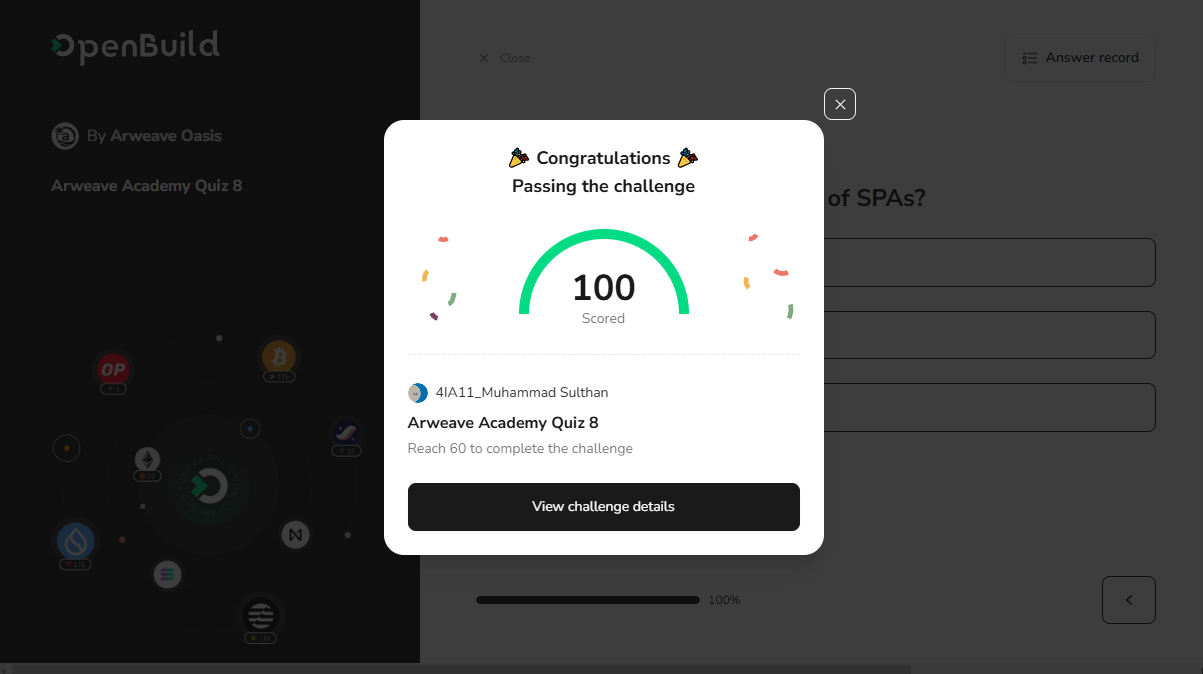 OpenBuild
Close
Answer record
By Arweave Oasis
Arweave Academy Quiz 8
of SPAs?
Congratulations
Passing the challenge
100
Scored
4IA11_Muhammad Sulthan
Arweave Academy Quiz 8
Reach 60 to complete the challenge
View challenge details
OP
100%